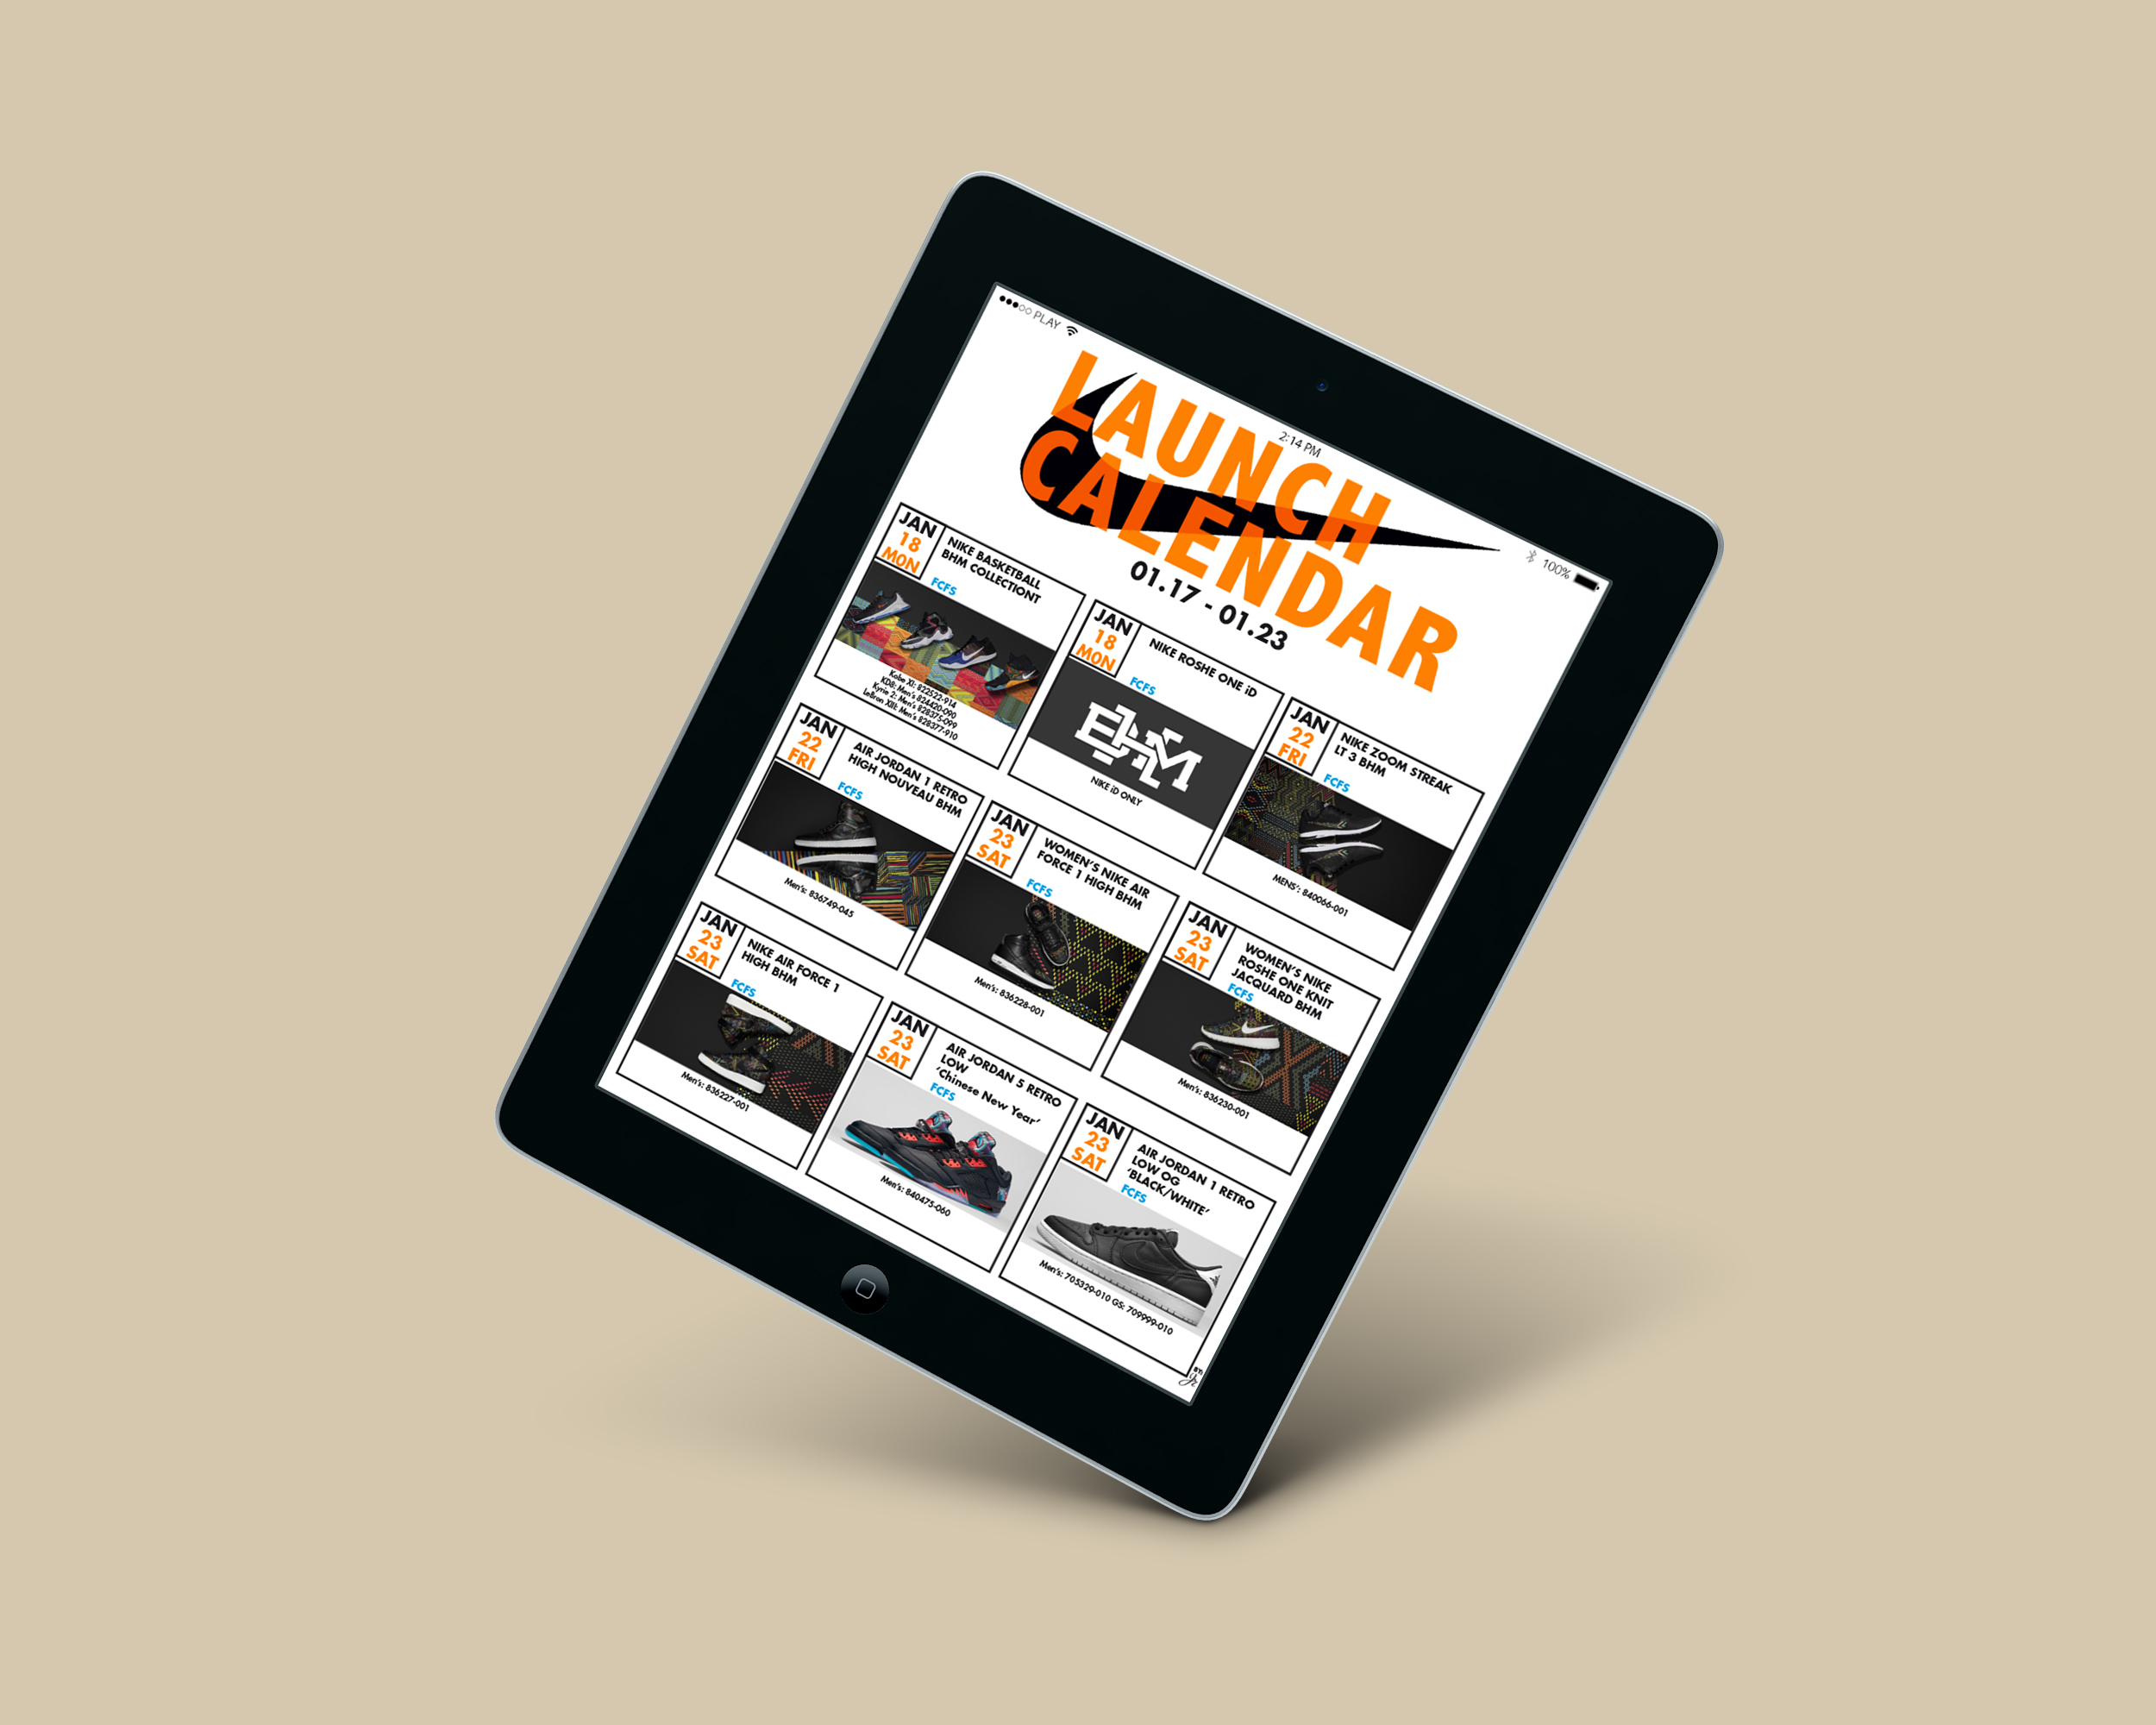 PLAY
2:14 PM
100%
LAUNCH
CALENDAR
01.17 - 01.23
JAN
18
MON
NIKE BASKETBALL
BHM COLLECTIONT
FCFS
Kobe XI: 822522-914
KD8: Men's 824420-090
Kyrie 2: Men's 828375-099
LeBron XIII: Men's 828377-910
JAN
18
MON
NIKE ROSHE ONE iD
FCFS
BHM
NIKE iD ONLY
JAN
22
FRI
NIKE ZOOM STREAK
LT 3 BHM
FCFS
MENS': 840066-001
JAN
22
FRI
AIR JORDAN 1 RETRO
HIGH NOUVEAU BHM
FCFS
Men's: 836749-045
JAN
23
SAT
WOMEN'S NIKE AIR
FORCE 1 HIGH BHM
FCFS
Men's: 836228-001
JAN
23
SAT
WOMEN'S NIKE
ROSHE ONE KNIT
JACQUARD BHM
FCFS
Men's: 836230-001
JAN
23
SAT
NIKE AIR FORCE 1
HIGH BHM
FCFS
Men's: 836227-001
JAN
23
SAT
AIR JORDAN 5 RETRO
LOW
'Chinese New Year'
FCFS
Men's: 840475-060
JAN
23
SAT
AIR JORDAN 1 RETRO
LOW OG
'BLACK/WHITE'
FCFS
Men's: 705329-010 GS: 709999-010